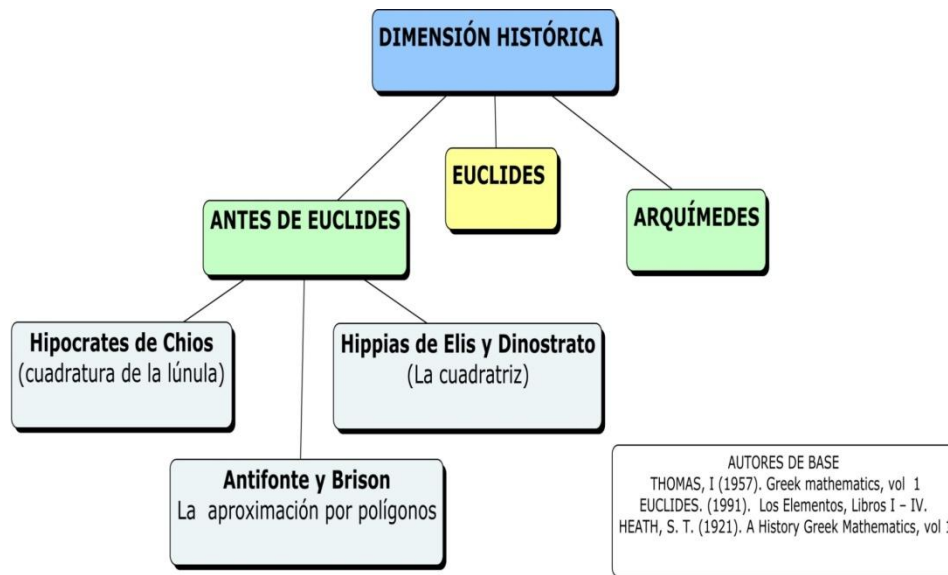 DIMENSIÓN HISTÓRICA
EUCLIDES
ANTES DE EUCLIDES
ARQUÍMEDES
Hipocrates de Chios
(cuadratura de la lúnula)
Hippias de Elis y Dinostrato
(La cuadratriz)
Antifonte y Brison
La aproximación por polígonos
AUTORES DE BASE
THOMAS, I (1957). Greek mathematics, vol 1
EUCLIDES. (1991). Los Elementos, Libros I – IV.
HEATH, S. T. (1921). A History Greek Mathematics, vol